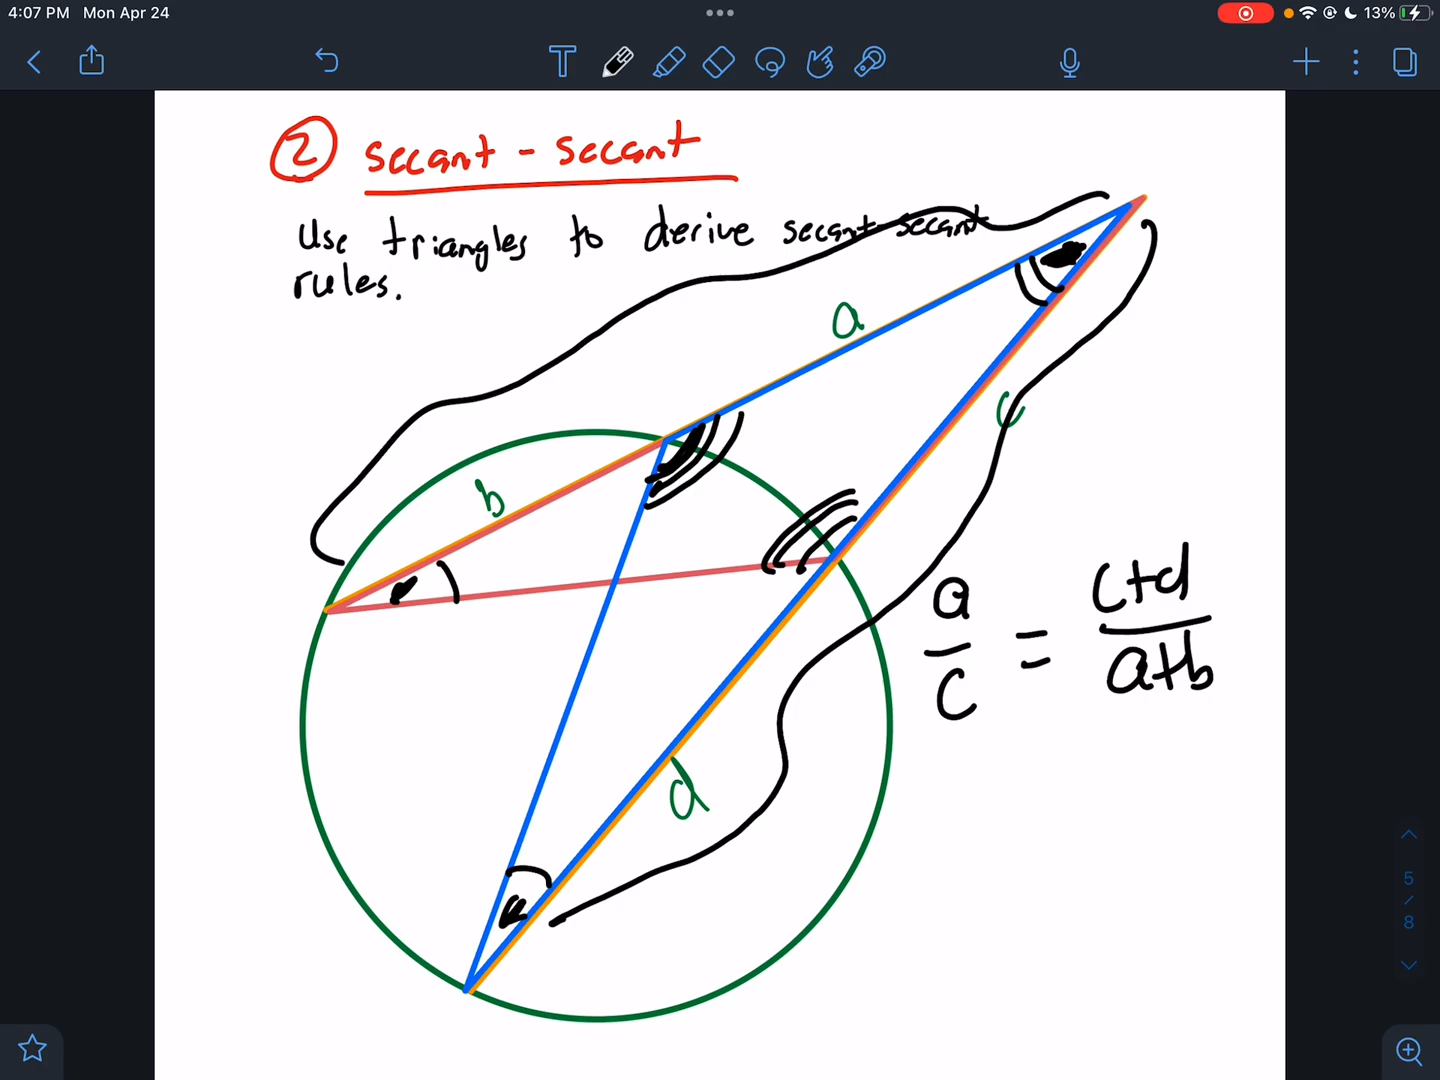 4:07 PM Mon Apr 24
13%
T
② secant - secant
Use triangles to derive secant-secant
rules.
a
c
b
a/c = c+d/a+b
d
5
/
8